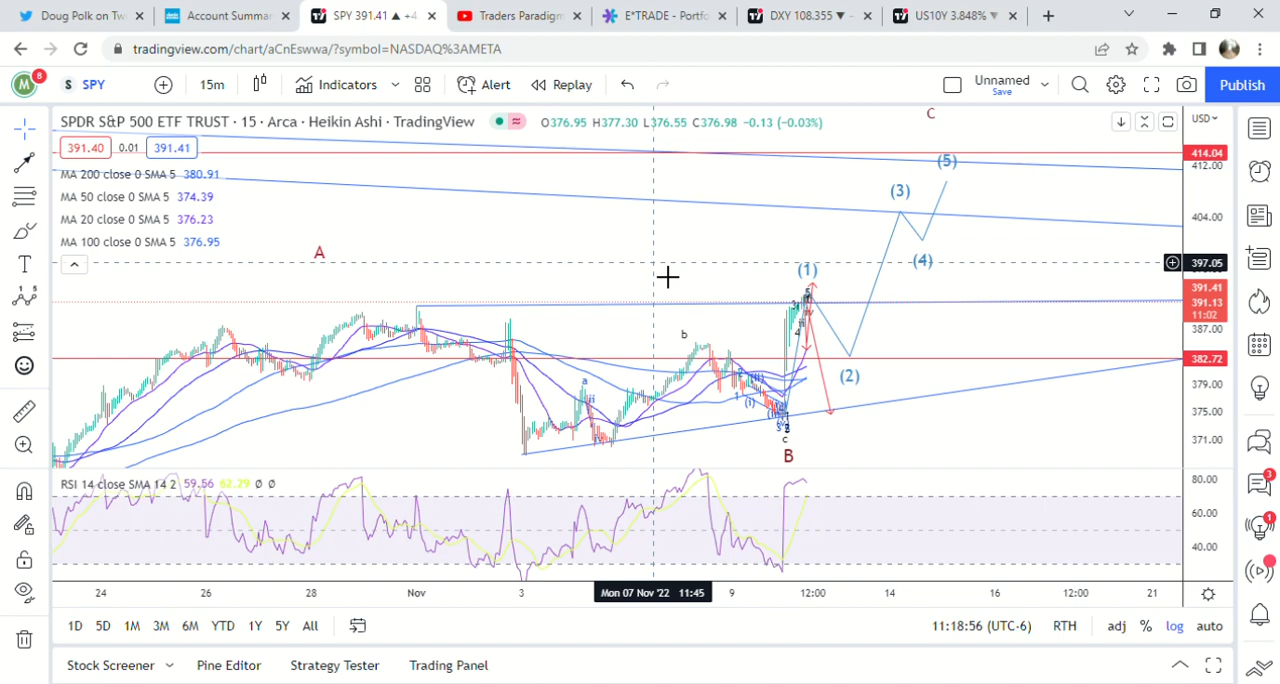 Doug Polk on Tw
Account Summar
SPY 391.41 ▲ +4
Traders Paradigm
E*TRADE - Portfo
DXY 108.355 ▼ −
US10Y 3.848% ▼
tradingview.com/chart/aCnEswwa/?symbol=NASDAQ%3AMETA
M 8 S SPY 15m Indicators Alert Replay Unnamed Save Publish
SPDR S&P 500 ETF TRUST · 15 · Arca · Heikin Ashi · TradingView O376.95 H377.30 L376.55 C376.98 −0.13 (−0.03%) C USD
391.40 0.01 391.41 414.04
412.00
(5)
MA 200 close 0 SMA 5 380.91
(3)
MA 50 close 0 SMA 5 374.39
MA 20 close 0 SMA 5 376.23 404.00
MA 100 close 0 SMA 5 376.95
A (4)
397.05
(1)
391.41
391.13
11:02
387.00
b
382.72
(2)
379.00
a
375.00
371.00
c
B
RSI 14 close SMA 14 2 59.56 62.29 Ø Ø 80.00
60.00
40.00
24 26 28 Nov 3 Mon 07 Nov '22 11:45 9 12:00 14 16 12:00 21
1D 5D 1M 3M 6M YTD 1Y 5Y All 11:18:56 (UTC-6) RTH adj % log auto
Stock Screener Pine Editor Strategy Tester Trading Panel
3
1